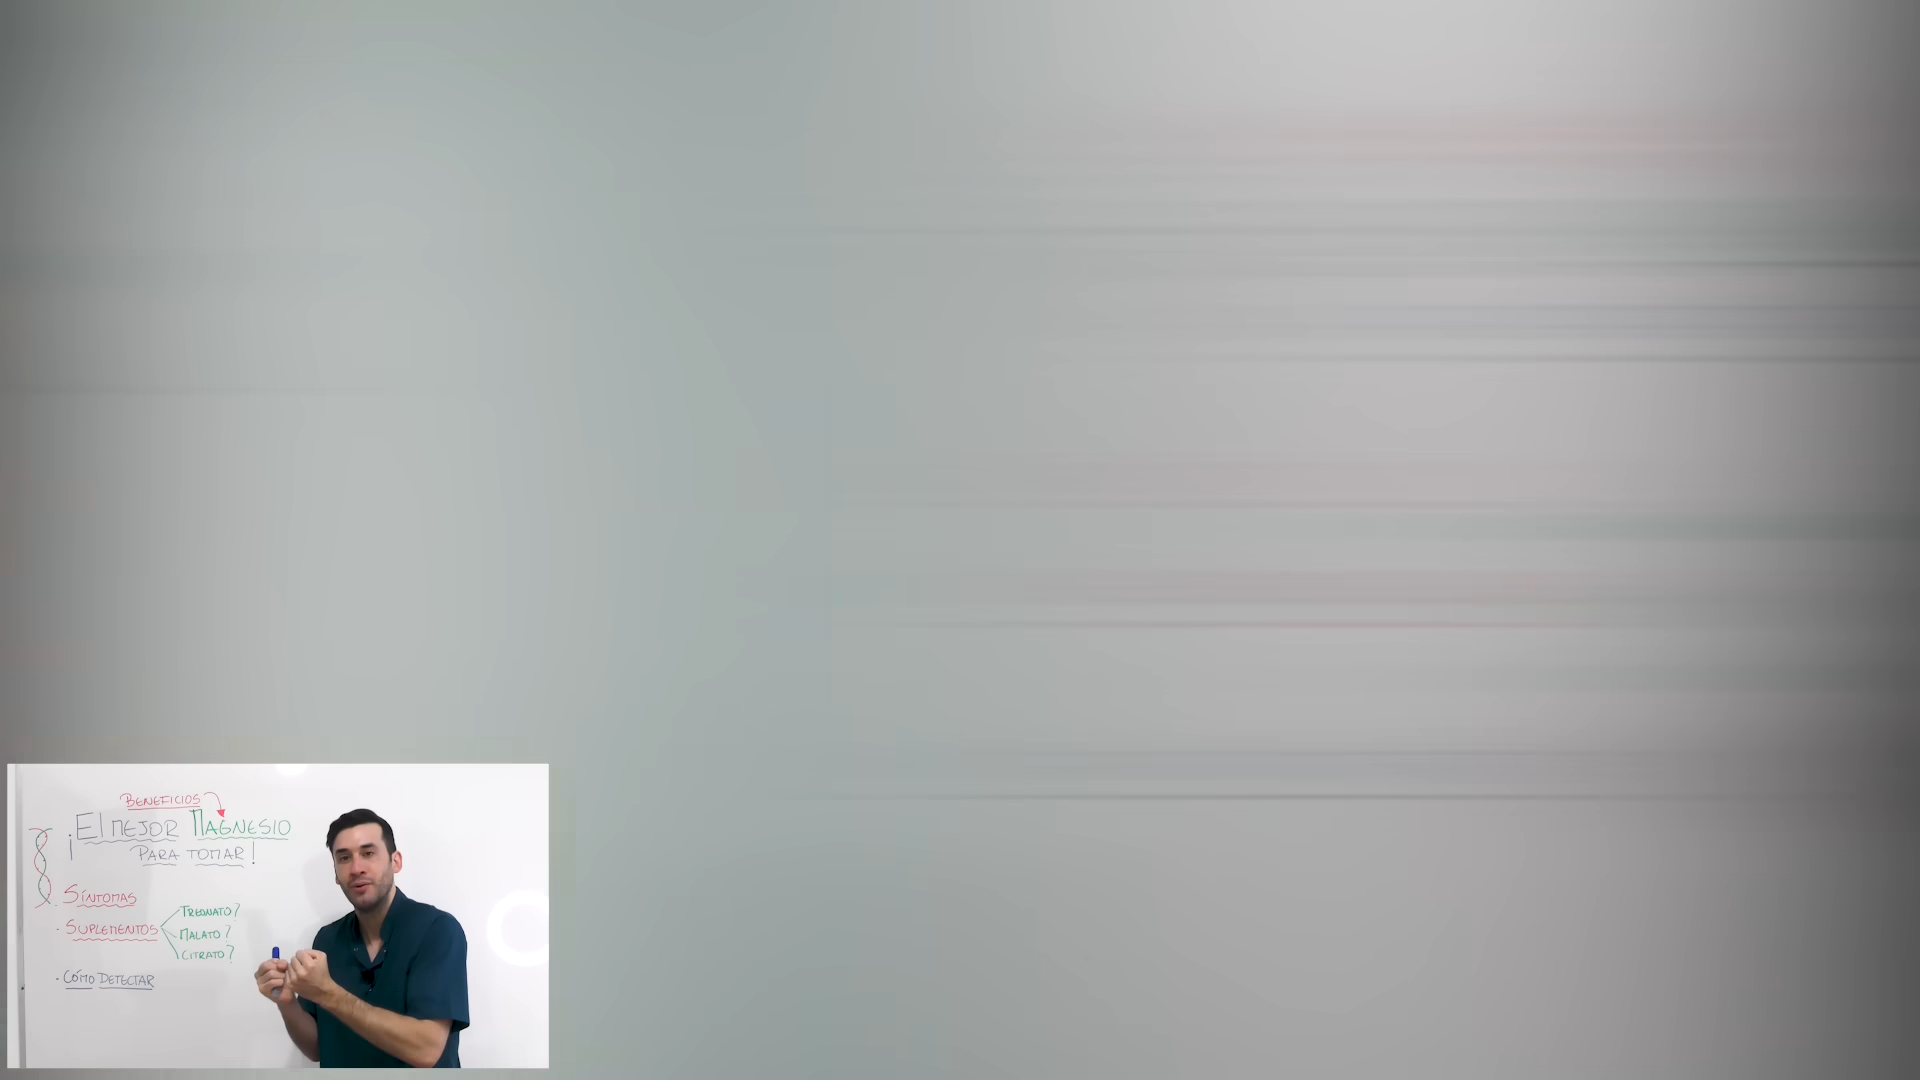 BENEFICIOS
¡El MEJOR MAGNESIO
PARA TOMAR!
SÍNTOMAS
- SUPLEMENTOS
TREONATO?
MALATO?
CITRATO?
- CÓMO DETECTAR